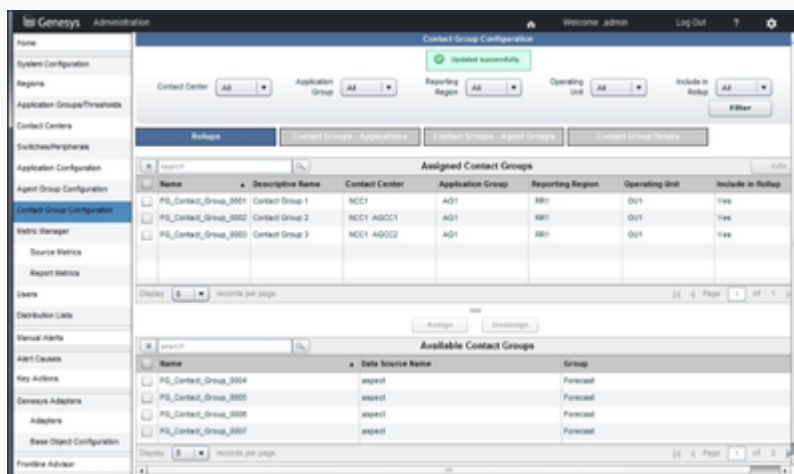 Genesys Administration Welcome ,admin Log Out ?
Contact Group Configuration
Updated successfully.
Contact Center All Application Group All Reporting Region All Operating Unit All Include in Rollup All
Filter
Rollups Contact Groups - Applications Contact Groups - Agent Groups Contact Group Details
Home
System Configuration
Regions
Application Groups/Thresholds
Contact Centers
Switches/Peripherals
Application Configuration
Agent Group Configuration
Contact Group Configuration
Metric Manager
Source Metrics
Report Metrics
Users
Distribution Lists
Manual Alerts
Alert Causes
Key Actions
Genesys Adapters
Adapters
Base Object Configuration
Frontline Advisor
search Assigned Contact Groups Edit
Name Descriptive Name Contact Center Application Group Reporting Region Operating Unit Include in Rollup
PG_Contact_Group_0001 Contact Group 1 NCC1 AG1 RR1 OU1 Yes
PG_Contact_Group_0002 Contact Group 2 NCC1 AGCC1 AG1 RR1 OU1 Yes
PG_Contact_Group_0003 Contact Group 3 NCC1 AGCC2 AG1 RR1 OU1 Yes
Display 5 records per page. Page 1 of 1
Assign Unassign
search Available Contact Groups
Name Data Source Name Group
PG_Contact_Group_0004 aspect Forecast
PG_Contact_Group_0005 aspect Forecast
PG_Contact_Group_0006 aspect Forecast
PG_Contact_Group_0007 aspect Forecast
Display 5 records per page. Page 1 of 2